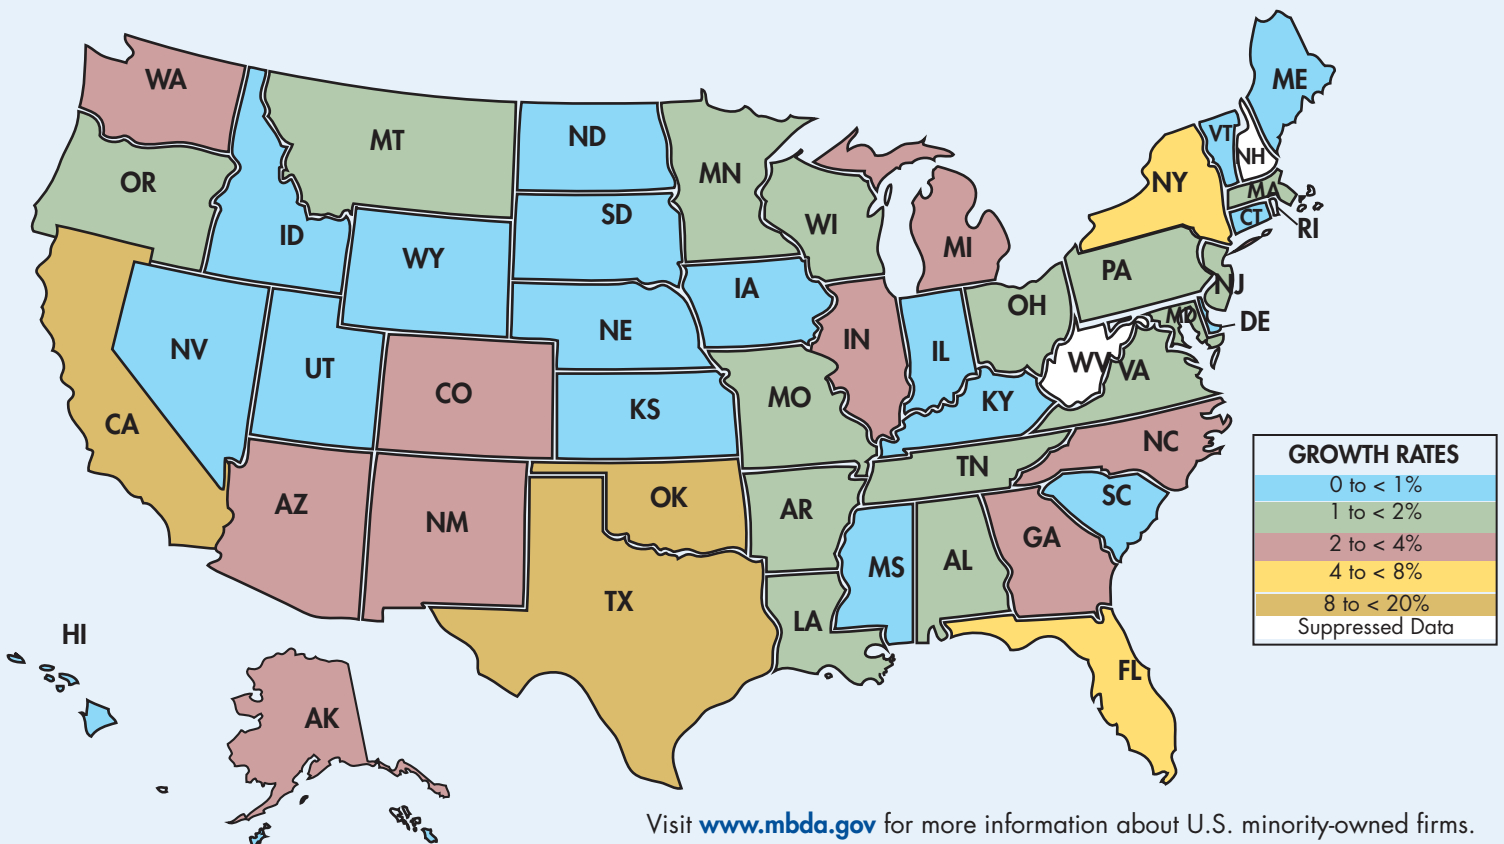 ME
WA
VT
ND
MT
NH
MN
OR
NY
MA
SD
CT
WI
RI
ID
MI
WY
PA
NJ
IA
OH
MD
DE
NE
IN
NV
IL
WV
VA
UT
CO
MO
KY
KS
CA
NC
GROWTH RATES
TN
0 to < 1%
SC
OK
AZ
AR
1 to < 2%
NM
GA
2 to < 4%
AL
MS
4 to < 8%
TX
8 to < 20%
LA
Suppressed Data
HI
FL
AK
Visit www.mbda.gov for more information about U.S. minority-owned firms.